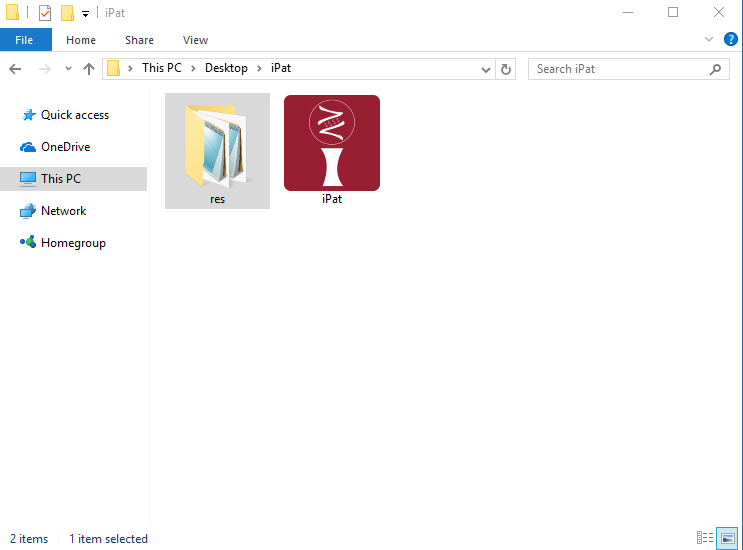 iPat
File Home Share View
This PC Desktop iPat
Search iPat
Quick access
OneDrive
This PC
Network
Homegroup
res
iPat
2 items 1 item selected